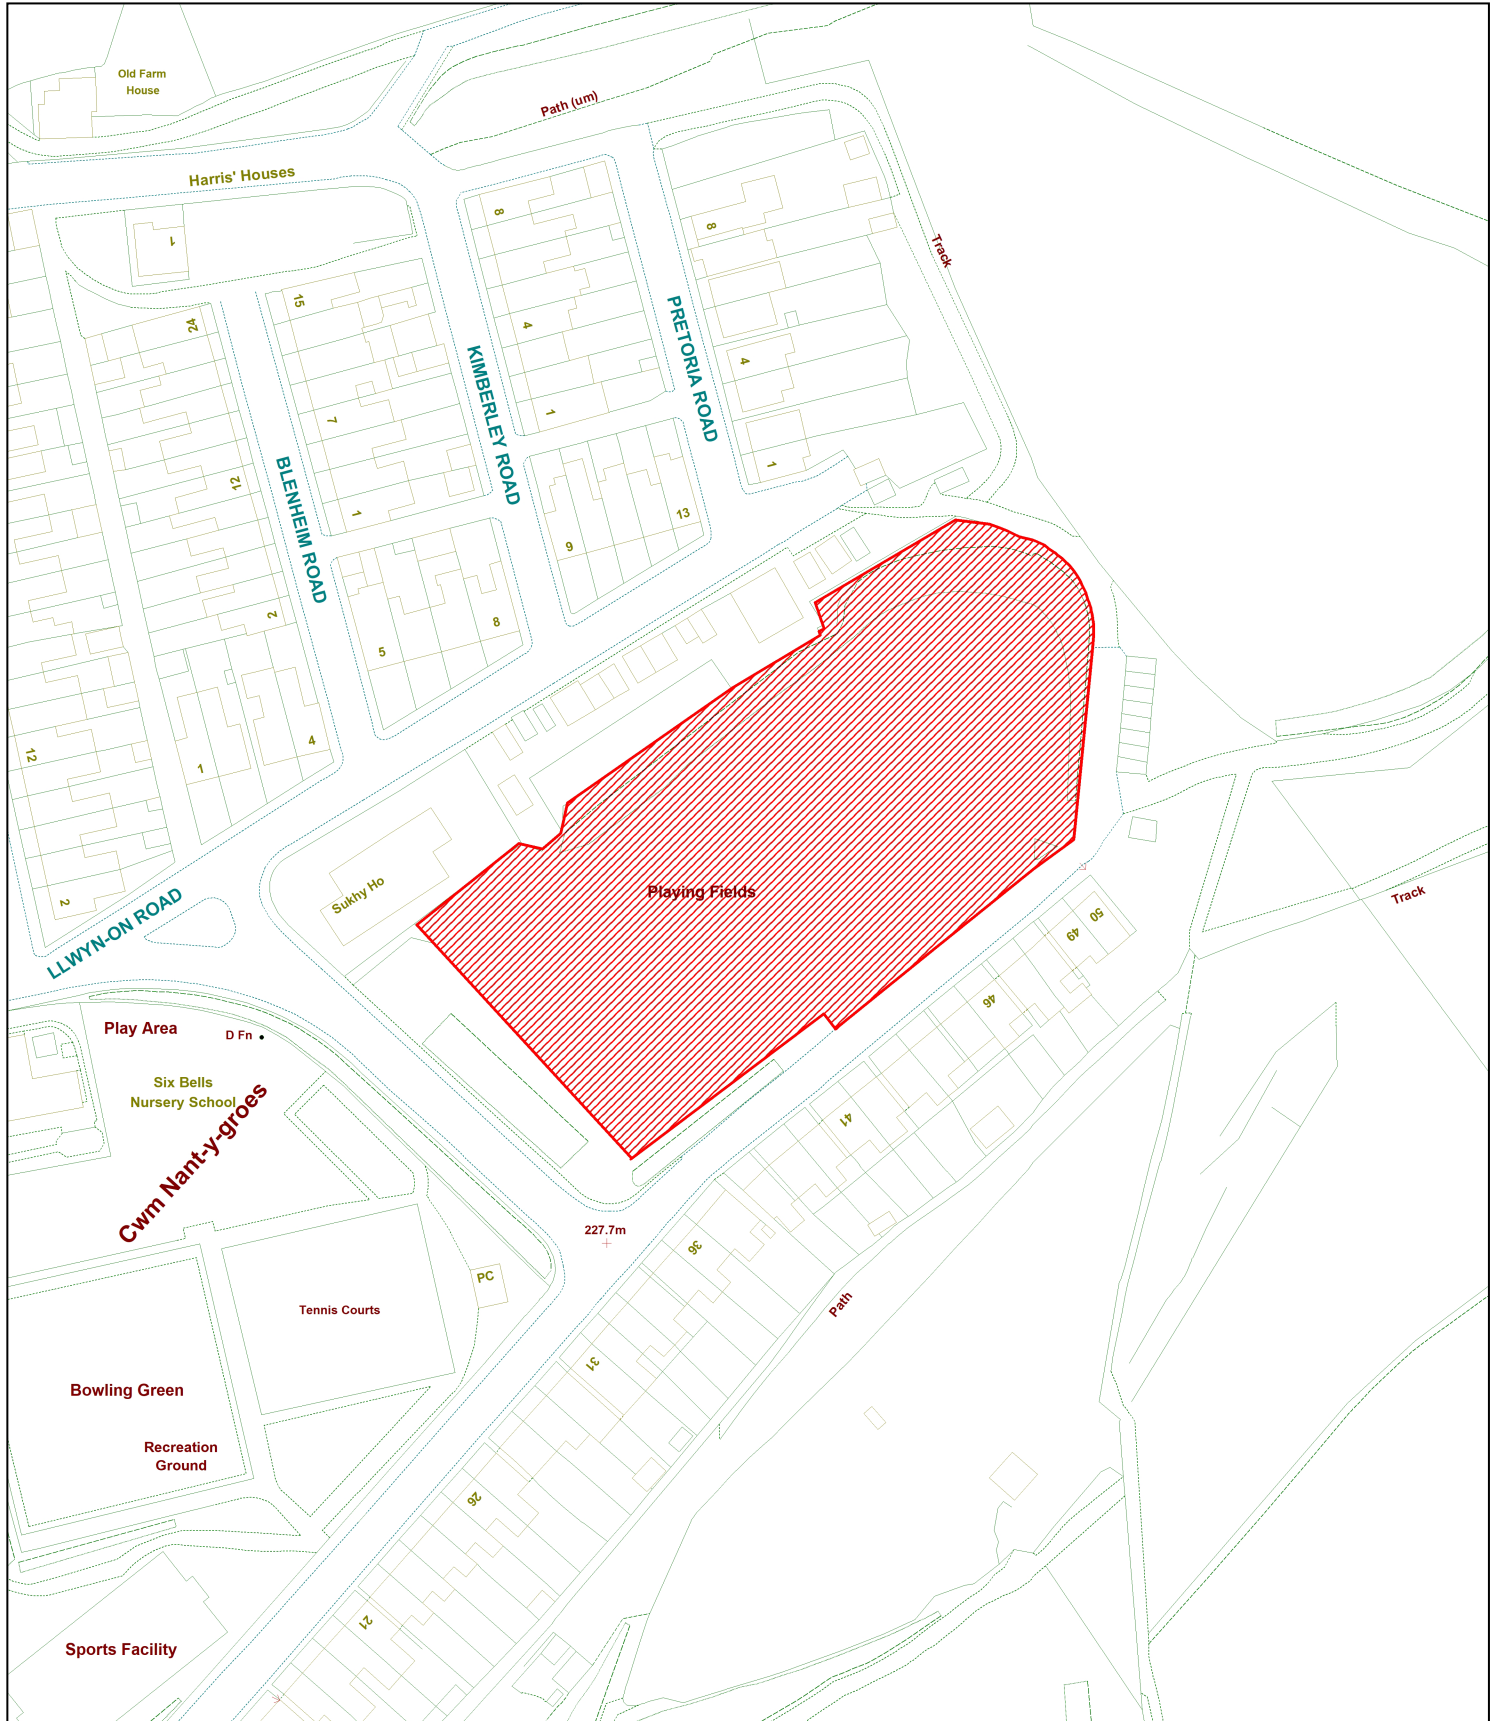 Old Farm
House
Path (um)
Harris' Houses
1
8
8
Track
15
24
4
PRETORIA ROAD
KIMBERLEY ROAD
4
7
1
1
12
BLENHEIM ROAD
1
13
9
2
8
5
4
12
1
Playing Fields
Sukhy Ho
2
LLWYN-ON ROAD
50
49
Track
46
Play Area
D Fn
Six Bells
Nursery School
Cwm Nant-y-groes
41
227.7m
36
PC
Tennis Courts
Path
31
Bowling Green
Recreation
Ground
26
21
Sports Facility